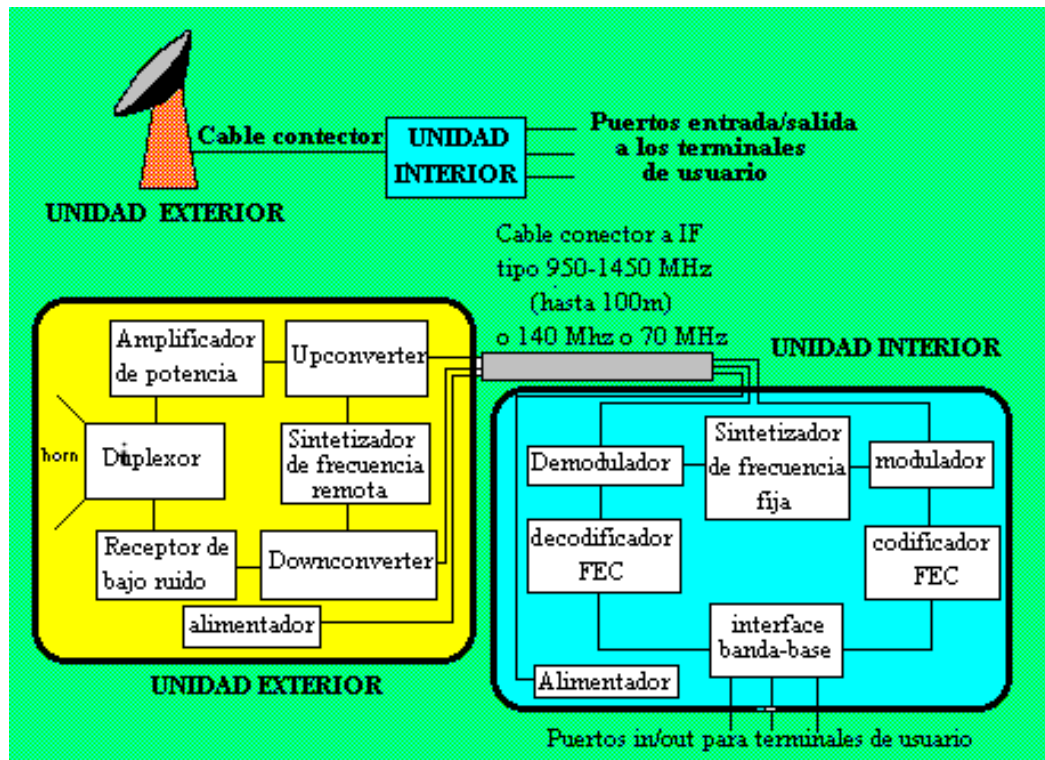 Cable contector
UNIDAD
INTERIOR
Puertos entrada/salida
a los terminales
de usuario
UNIDAD EXTERIOR
Cable conector a IF
tipo 950-1450 MHz
(hasta 100m)
o 140 Mhz o 70 MHz
UNIDAD INTERIOR
Amplificador
de potencia
Upconverter
horn
Duplexor
Sintetizador
de frecuencia
remota
Receptor de
bajo ruido
Downconverter
alimentador
UNIDAD EXTERIOR
Demodulador
Sintetizador
de frecuencia
fija
modulador
decodificador
FEC
codificador
FEC
interface
banda-base
Alimentador
Puertos in/out para terminales de usuario